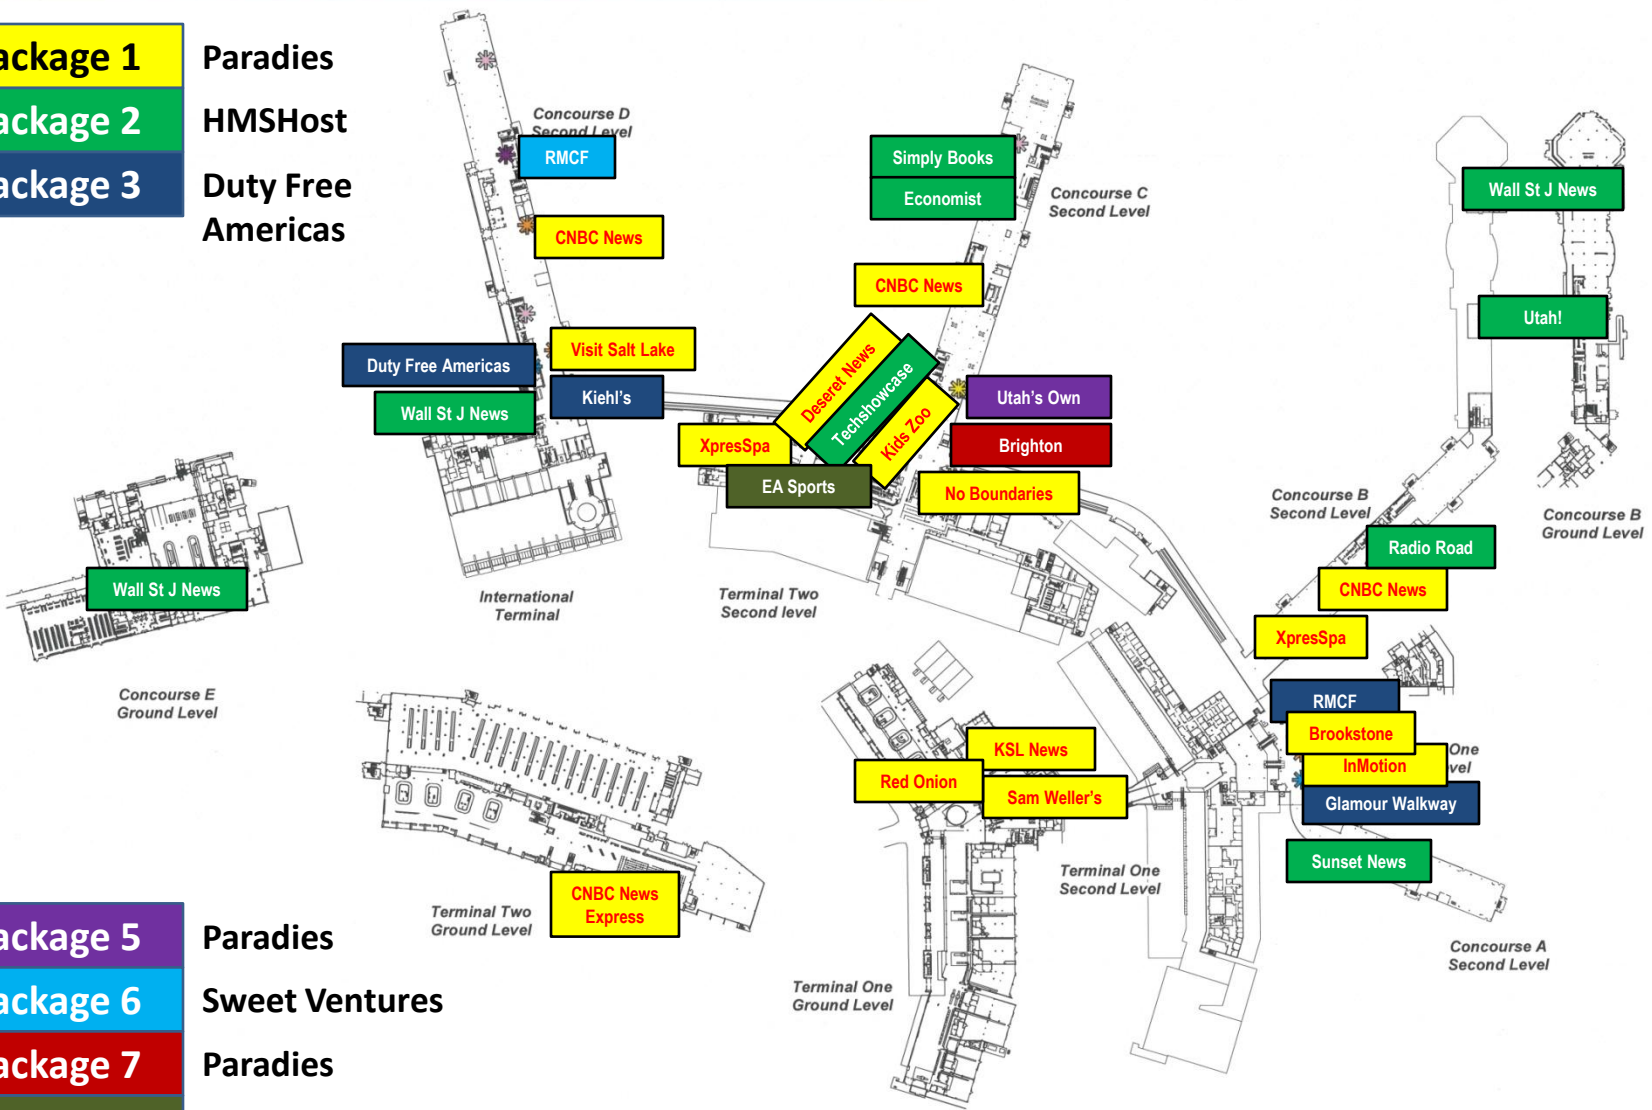 ackage 1
Paradies
ackage 2
HMSHost
ackage 3
Duty Free
Americas
Concourse D
Second Level
RMCF
CNBC News
Visit Salt Lake
Duty Free Americas
Kiehl's
Wall St J News
International
Terminal
Simply Books
Economist
Concourse C
Second Level
CNBC News
Deseret News
Techshowcase
Kids Zoo
Utah's Own
XpresSpa
Brighton
EA Sports
No Boundaries
Terminal Two
Second level
Wall St J News
Utah!
Concourse B
Second Level
Concourse B
Ground Level
Radio Road
CNBC News
XpresSpa
Wall St J News
Concourse E
Ground Level
RMCF
Brookstone
One
InMotion
vel
Glamour Walkway
Sunset News
KSL News
Red Onion
Sam Weller's
Terminal One
Second Level
Concourse A
Second Level
CNBC News
Express
Terminal Two
Ground Level
Terminal One
Ground Level
ackage 5
Paradies
ackage 6
Sweet Ventures
ackage 7
Paradies